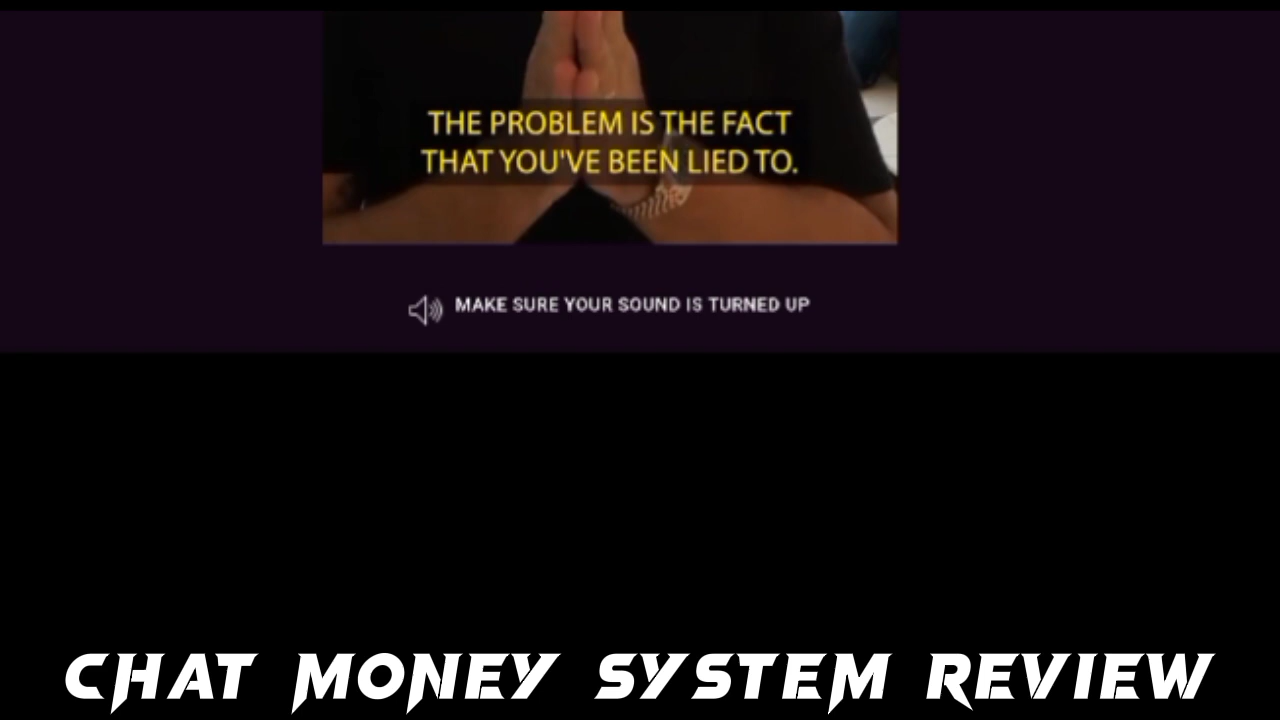 THE PROBLEM IS THE FACT
THAT YOU'VE BEEN LIED TO.
MAKE SURE YOUR SOUND IS TURNED UP
CHAT MONEY SYSTEM REVIEW